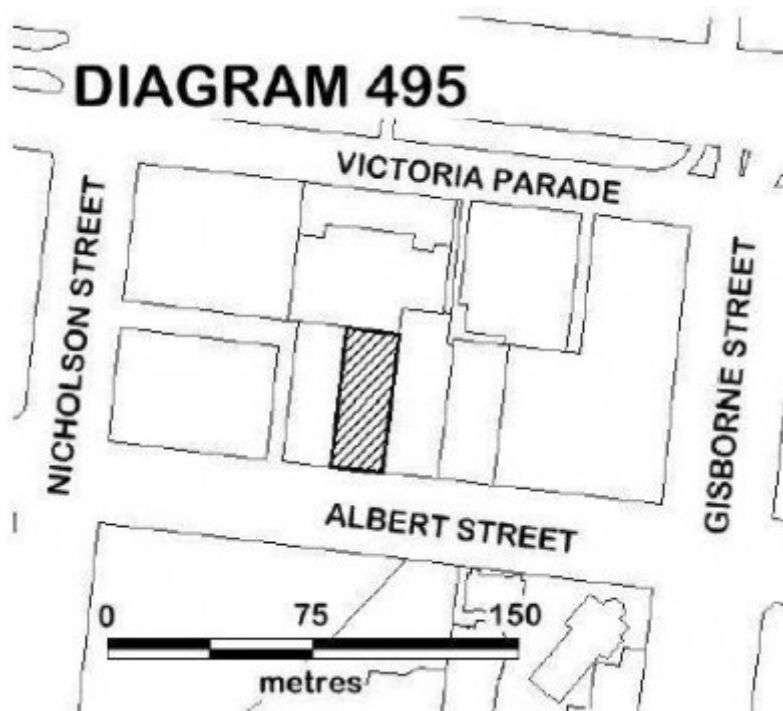 DIAGRAM 495
VICTORIA PARADE
NICHOLSON STREET
GISBORNE STREET
ALBERT STREET
0 75 150
metres